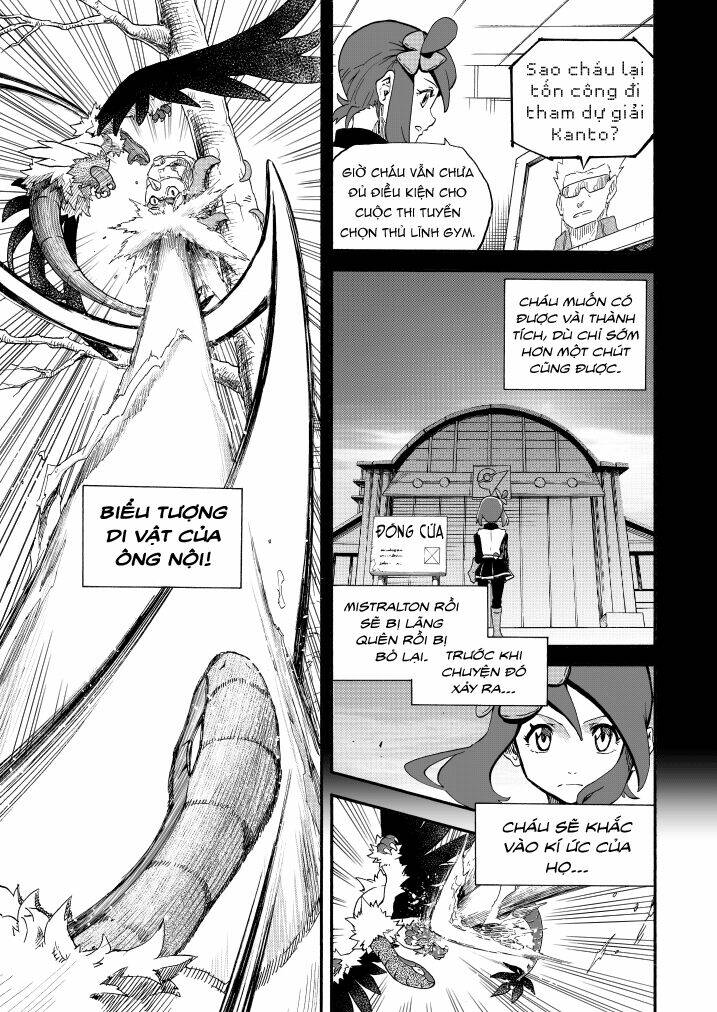 Sao cháu lại
tốn công đi
tham dự giải
Kanto?
GIỜ CHÁU VẪN CHƯA
ĐỦ ĐIỀU KIỆN CHO
CUỘC THI TUYỂN
CHỌN THỦ LĨNH GYM.
CHÁU MUỐN CÓ
ĐƯỢC VÀI THÀNH
TÍCH, DÙ CHỈ SỚM
HƠN MỘT CHÚT
CŨNG ĐƯỢC.
ĐÓNG CỬA
MISTRALTON RỒI
SẼ BỊ LÃNG
QUÊN RỒI BỊ
BỎ LẠI.
TRƯỚC KHI
CHUYỆN ĐÓ
XẢY RA...
CHÁU SẼ KHẮC
VÀO KÍ ỨC CỦA
HỌ...
BIỂU TƯỢNG
DI VẬT CỦA
ÔNG NỘI!